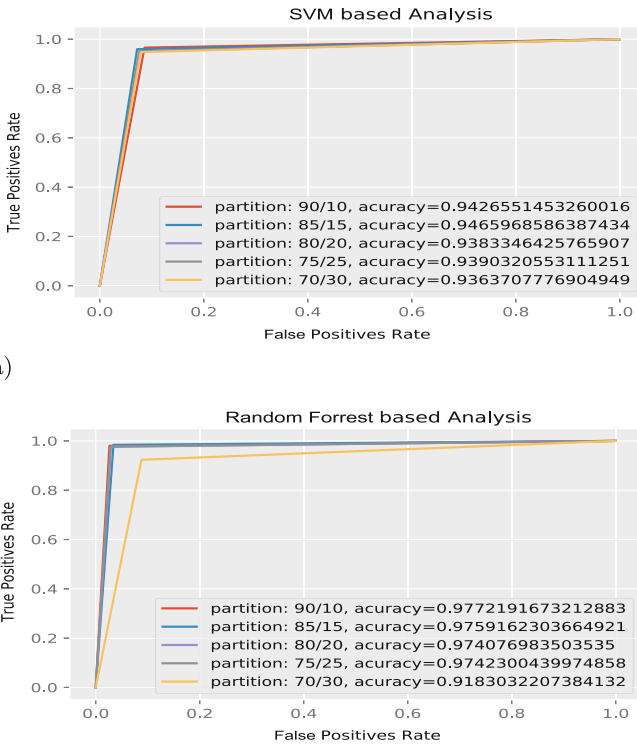 SVM based Analysis
1.0
0.8
0.6
0.4
0.2
0.0
True Positives Rate
partition: 90/10, acuracy=0.9426551453260016
partition: 85/15, acuracy=0.9465968586387434
partition: 80/20, acuracy=0.9383346425765907
partition: 75/25, acuracy=0.9390320553111251
partition: 70/30, acuracy=0.9363707776904949
0.0 0.2 0.4 0.6 0.8 1.0
False Positives Rate
Random Forrest based Analysis
1.0
0.8
0.6
0.4
0.2
0.0
True Positives Rate
partition: 90/10, acuracy=0.9772191673212883
partition: 85/15, acuracy=0.9759162303664921
partition: 80/20, acuracy=0.974076983503535
partition: 75/25, acuracy=0.9742300439974858
partition: 70/30, acuracy=0.9183032207384132
0.0 0.2 0.4 0.6 0.8 1.0
False Positives Rate